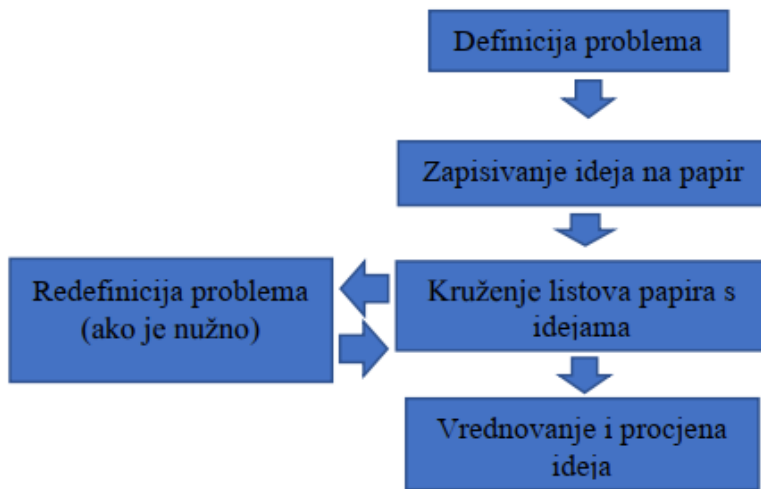 Definicija problema
Zapisivanje ideja na papir
Redefinicija problema
(ako je nužno)
Kruženje listova papira s
idejama
Vrednovanje i procjena
ideja